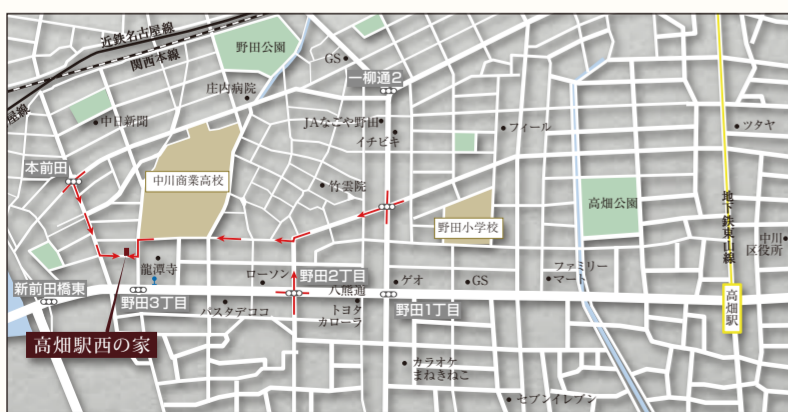 近鉄名古屋線
関西本線
屋線
野田公園
GS
庄内病院
一柳通2
中日新聞
JAなごや野田
イチビキ
フィール
ツタヤ
本前田
中川商業高校
竹雲院
野田小学校
高畑公園
地下鉄東山線
中川
区役所
龍潭寺
ローソン
野田2丁目
八熊通
ゲオ
GS
ファミリー
マート
高畑駅
新前田橋東
野田3丁目
パスタデココ
トヨタ
カローラ
野田1丁目
高畑駅西の家
カラオケ
まねきねこ
セブンイレブン